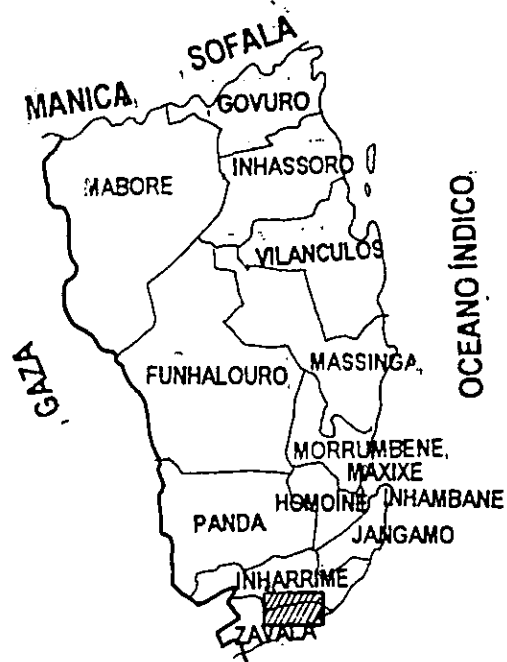 SOFALA
MANICA
GOVURO
INHASSORO
MABORE
VILANCULOS
OCEANO ÍNDICO
GAZA
FUNHALOURO
MASSINGA
MORRUMBENE
MAXIXE
HOMOINE
INHAMBANE
PANDA
JANGAMO
INHARRIME
ZAVALA